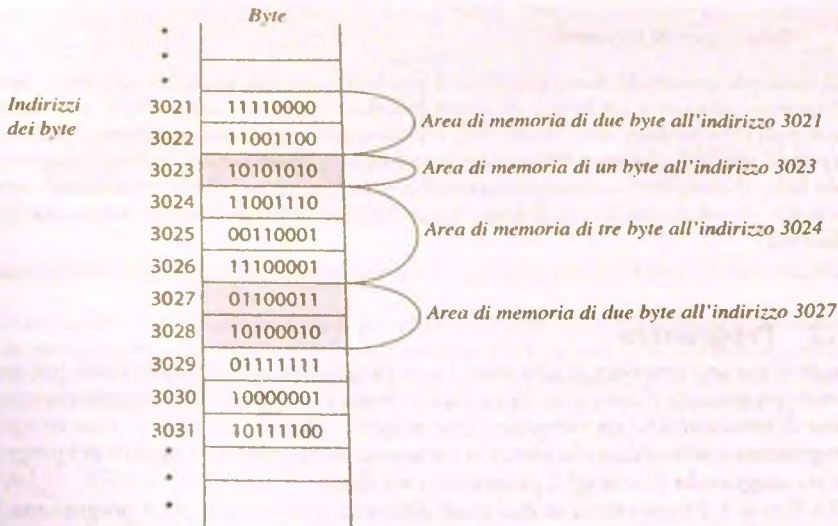 Byte
Indirizzi
dei byte
3021 11110000 Area di memoria di due byte all'indirizzo 3021
3022 11001100
3023 10101010 Area di memoria di un byte all'indirizzo 3023
3024 11001110
3025 00110001 Area di memoria di tre byte all'indirizzo 3024
3026 11100001
3027 01100011
3028 10100010 Area di memoria di due byte all'indirizzo 3027
3029 01111111
3030 10000001
3031 10111100